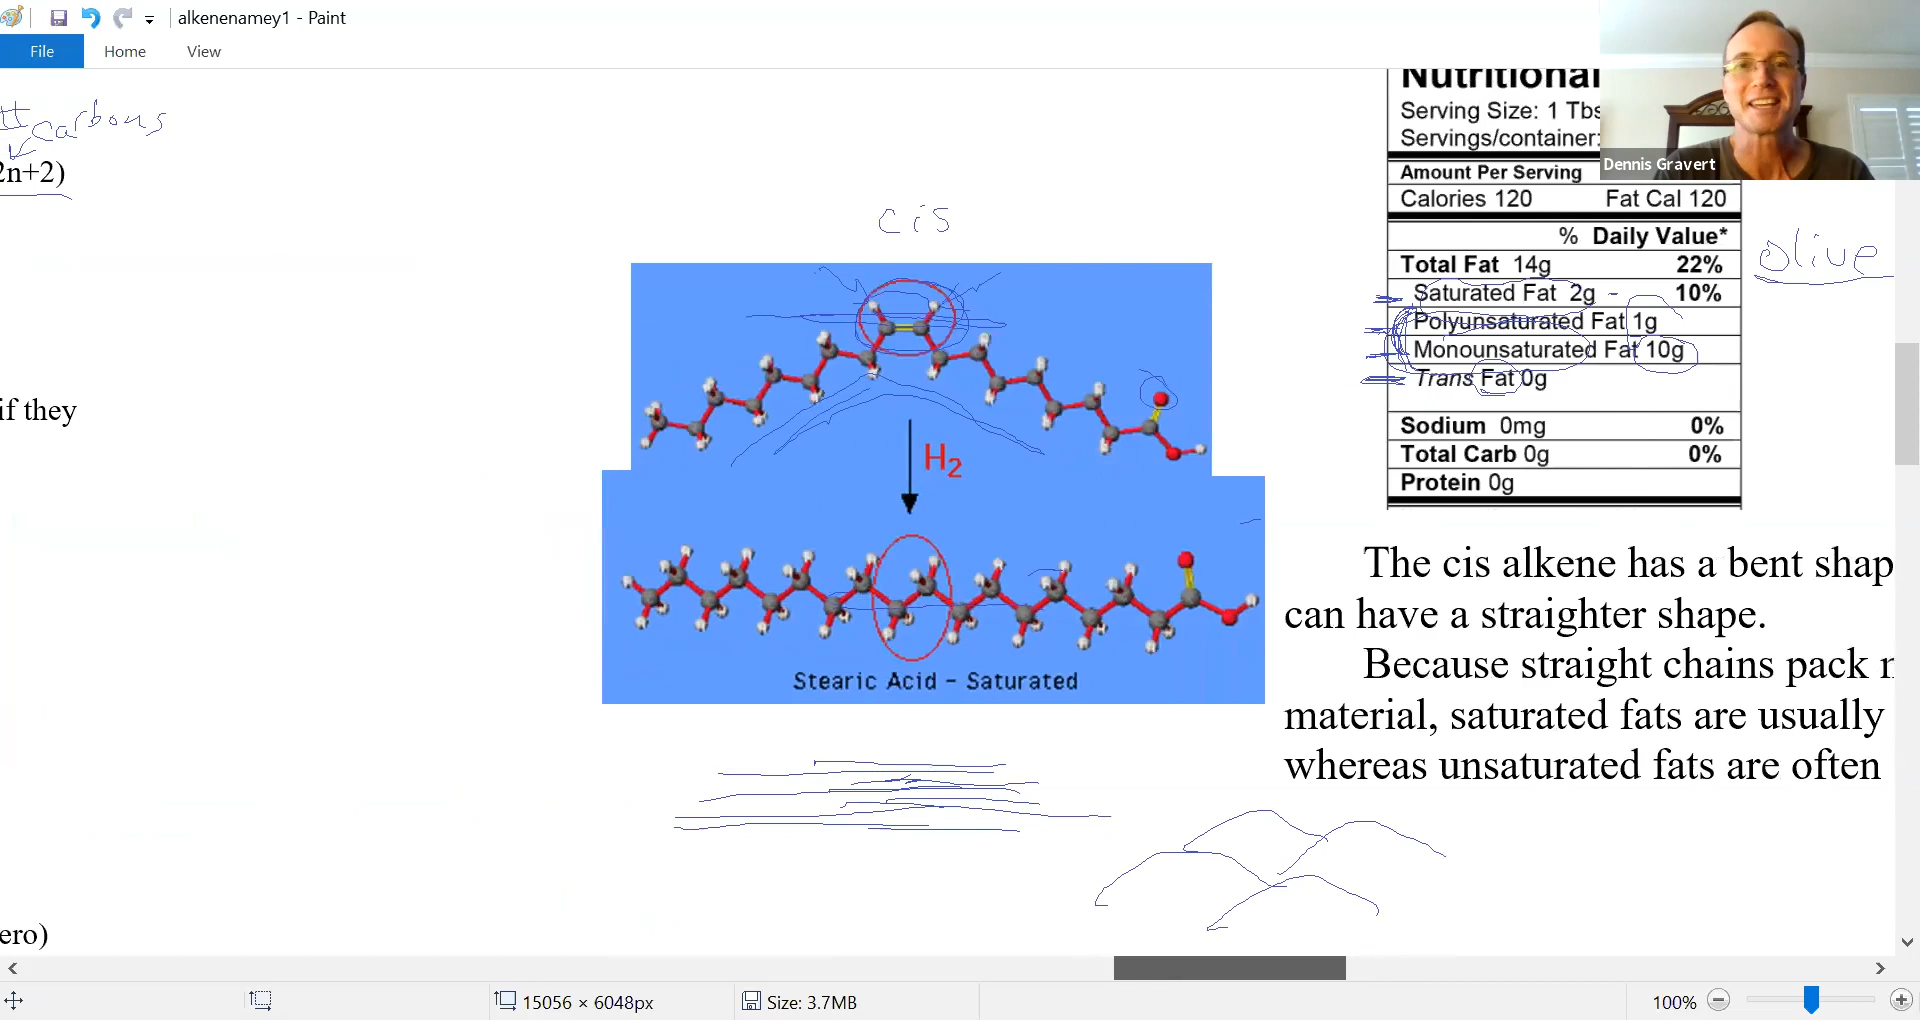 alkenenamey1 - Paint
File Home View
# carbons
2n+2)
if they
ero)
cis
H2
Stearic Acid - Saturated
Nutritional
Serving Size: 1 Tbs
Servings/container:
Amount Per Serving
Calories 120 Fat Cal 120
% Daily Value*
Total Fat 14g 22%
Saturated Fat 2g - 10%
Polyunsaturated Fat 1g
Monounsaturated Fat 10g
Trans Fat 0g
Sodium 0mg 0%
Total Carb 0g 0%
Protein 0g
Dennis Gravert
olive
The cis alkene has a bent shap
can have a straighter shape.
Because straight chains pack
material, saturated fats are usually
whereas unsaturated fats are often
15056 × 6048px Size: 3.7MB 100%